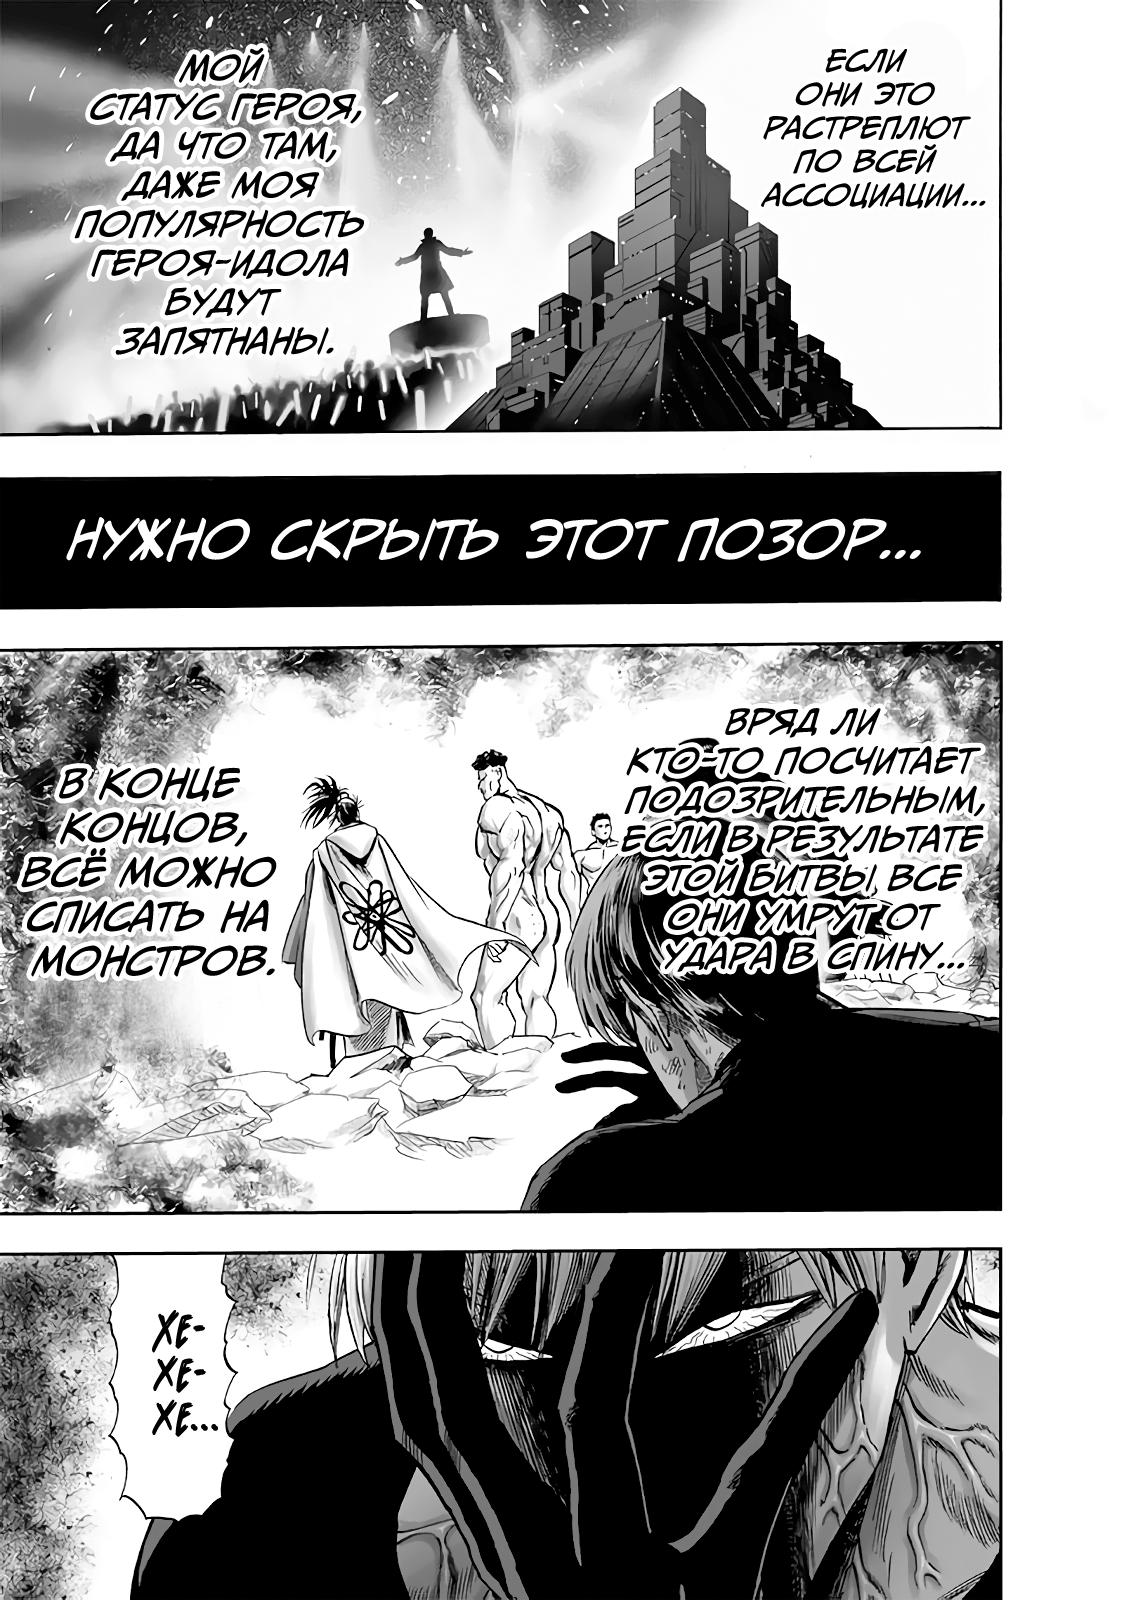 ЕСЛИ
ОНИ ЭТО
РАСТРЕПЛЮТ
ПО ВСЕЙ
АССОЦИАЦИИ...
МОЙ
СТАТУС ГЕРОЯ,
ДА ЧТО ТАМ,
ДАЖЕ МОЯ
ПОПУЛЯРНОСТЬ
ГЕРОЯ-ИДОЛА
БУДУТ
ЗАПЯТНАНЫ.
НУЖНО СКРЫТЬ ЭТОТ ПОЗОР...
ВРЯД ЛИ
КТО-ТО ПОСЧИТАЕТ
ПОДОЗРИТЕЛЬНЫМ,
ЕСЛИ В РЕЗУЛЬТАТЕ
ЭТОЙ БИТВЫ ВСЕ
ОНИ УМРУТ ОТ
УДАРА В СПИНУ...
В КОНЦЕ
КОНЦОВ,
ВСЁ МОЖНО
СПИСАТЬ НА
МОНСТРОВ.
ХЕ-
ХЕ-
ХЕ...